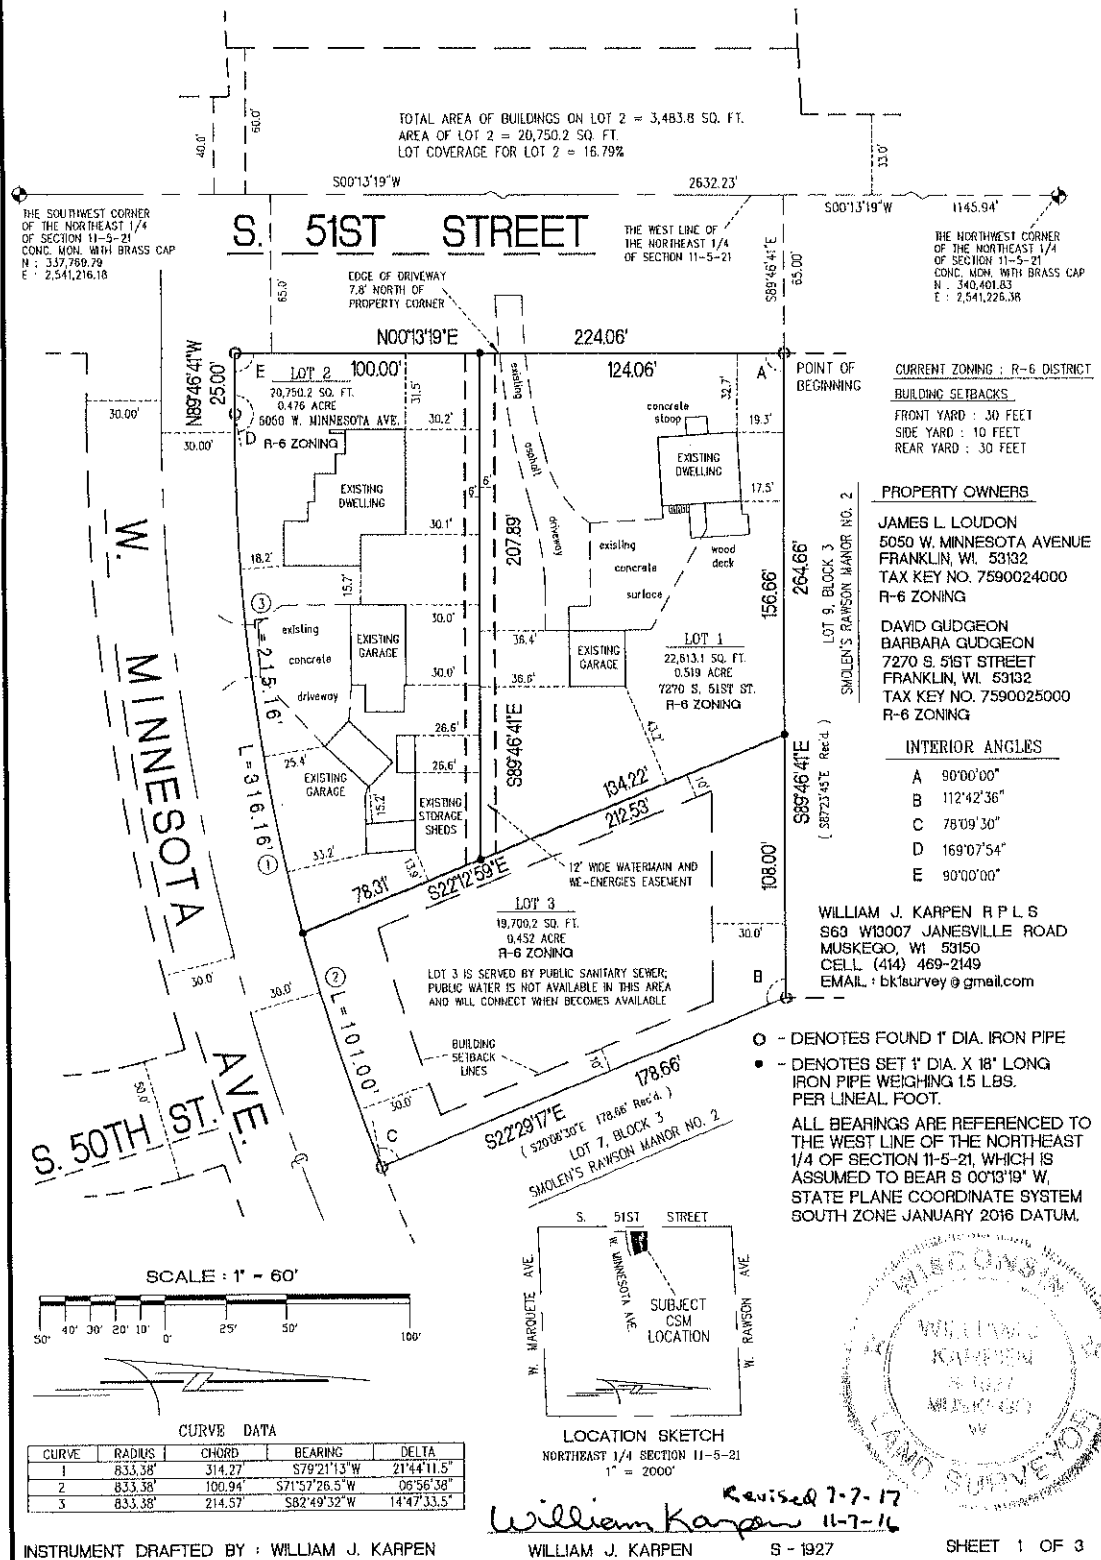 TOTAL AREA OF BUILDINGS ON LOT 2 = 3,483.8 SQ. FT.
AREA OF LOT 2 = 20,750.2 SQ. FT.
LOT COVERAGE FOR LOT 2 = 16.79%
40.0'
60.0'
33.0'
S00°13'19"W
2632.23'
S00°13'19"W
1145.94'
THE SOUTHWEST CORNER
OF THE NORTHEAST 1/4
OF SECTION 11-5-21
CONC. MON. WITH BRASS CAP
N : 337,769.79
E : 2,541,216.18
S. 51ST STREET
THE WEST LINE OF
THE NORTHEAST 1/4
OF SECTION 11-5-21
S89°46'41"E
65.00'
THE NORTHWEST CORNER
OF THE NORTHEAST 1/4
OF SECTION 11-5-21
CONC. MON. WITH BRASS CAP
N : 340,401.83
E : 2,541,226.38
65.0'
EDGE OF DRIVEWAY
7.8' NORTH OF
PROPERTY CORNER
N00°13'19"E
224.06'
100.00'
124.06'
N89°46'41"W
25.00'
E
LOT 2
20,750.2 SQ. FT.
0.476 ACRE
5050 W. MINNESOTA AVE.
R-6 ZONING
D
31.5'
30.2'
existing
asphalt
driveway
concrete
stoop
32.7'
A
19.3'
POINT OF
BEGINNING
30.00'
30.00'
EXISTING
DWELLING
EXISTING
DWELLING
17.5'
6'
6'
CURRENT ZONING : R-6 DISTRICT
BUILDING SETBACKS
FRONT YARD : 30 FEET
SIDE YARD : 10 FEET
REAR YARD : 30 FEET
PROPERTY OWNERS
JAMES L. LOUDON
5050 W. MINNESOTA AVENUE
FRANKLIN, WI. 53132
TAX KEY NO. 7590024000
R-6 ZONING
DAVID GUDGEON
BARBARA GUDGEON
7270 S. 51ST STREET
FRANKLIN, WI. 53132
TAX KEY NO. 7590025000
R-6 ZONING
30.1'
207.89'
existing
concrete
surface
wood
deck
156.66'
264.66'
LOT 9, BLOCK 3
SMOLEN'S RAWSON MANOR NO. 2
18.2'
15.7'
3
L=215.16'
existing
concrete
driveway
EXISTING
GARAGE
30.0'
30.0'
36.4'
36.6'
EXISTING
GARAGE
LOT 1
22,613.1 SQ. FT.
0.519 ACRE
7270 S. 51ST ST.
R-6 ZONING
43.2'
W. MINNESOTA AVE.
L=316.16'
1
25.4'
EXISTING
GARAGE
26.6'
26.6'
S89°46'41"E
15.2'
EXISTING
STORAGE
SHEDS
33.2'
13.9'
134.22'
212.53'
10'
S89°46'41"E
( S87°23'45"E Rec'd. )
INTERIOR ANGLES
A 90°00'00"
B 112°42'36"
C 78°09'30"
D 169°07'54"
E 90°00'00"
78.31'
S22°12'59"E
12' WIDE WATERMAIN AND
WE-ENERGIES EASEMENT
108.00'
LOT 3
19,700.2 SQ. FT.
0.452 ACRE
R-6 ZONING
LOT 3 IS SERVED BY PUBLIC SANITARY SEWER;
PUBLIC WATER IS NOT AVAILABLE IN THIS AREA
AND WILL CONNECT WHEN BECOMES AVAILABLE
30.0'
B
WILLIAM J. KARPEN R P L S
S63 W13007 JANESVILLE ROAD
MUSKEGO, WI 53150
CELL (414) 469-2149
EMAIL : bk1survey@gmail.com
30.0'
30.0'
2
L=101.00'
BUILDING
SETBACK
LINES
10'
30.0'
C
178.66'
S22°29'17"E
( S20°08'30"E 178.66' Rec'd. )
LOT 7, BLOCK 3
SMOLEN'S RAWSON MANOR NO. 2
S. 50TH ST.
- DENOTES FOUND 1" DIA. IRON PIPE
- DENOTES SET 1" DIA. X 18" LONG
IRON PIPE WEIGHING 1.5 LBS.
PER LINEAL FOOT.
ALL BEARINGS ARE REFERENCED TO
THE WEST LINE OF THE NORTHEAST
1/4 OF SECTION 11-5-21, WHICH IS
ASSUMED TO BEAR S 00°13'19" W,
STATE PLANE COORDINATE SYSTEM
SOUTH ZONE JANUARY 2016 DATUM.
SCALE : 1" - 60'
50' 40' 30' 20' 10' 0' 25' 50' 100'
S. 51ST STREET
W. MARQUETE AVE.
W. MINNESOTA AVE.
W. RAWSON AVE.
SUBJECT
CSM
LOCATION
LOCATION SKETCH
NORTHEAST 1/4 SECTION 11-5-21
1" = 2000'
WISCONSIN
WILLIAM J
KARPEN
S-1927
MUSKEGO
W
LAND SURVEYOR
CURVE DATA
CURVE RADIUS CHORD BEARING DELTA
1 833.38' 314.27' S79°21'13"W 21°44'11.5"
2 833.38' 100.94' S71°57'26.5"W 06°56'38"
3 833.38' 214.57' S82°49'32"W 14°47'33.5"
Revised 7-7-17
William Karpen 11-7-16
INSTRUMENT DRAFTED BY : WILLIAM J. KARPEN
WILLIAM J. KARPEN
S - 1927
SHEET 1 OF 3